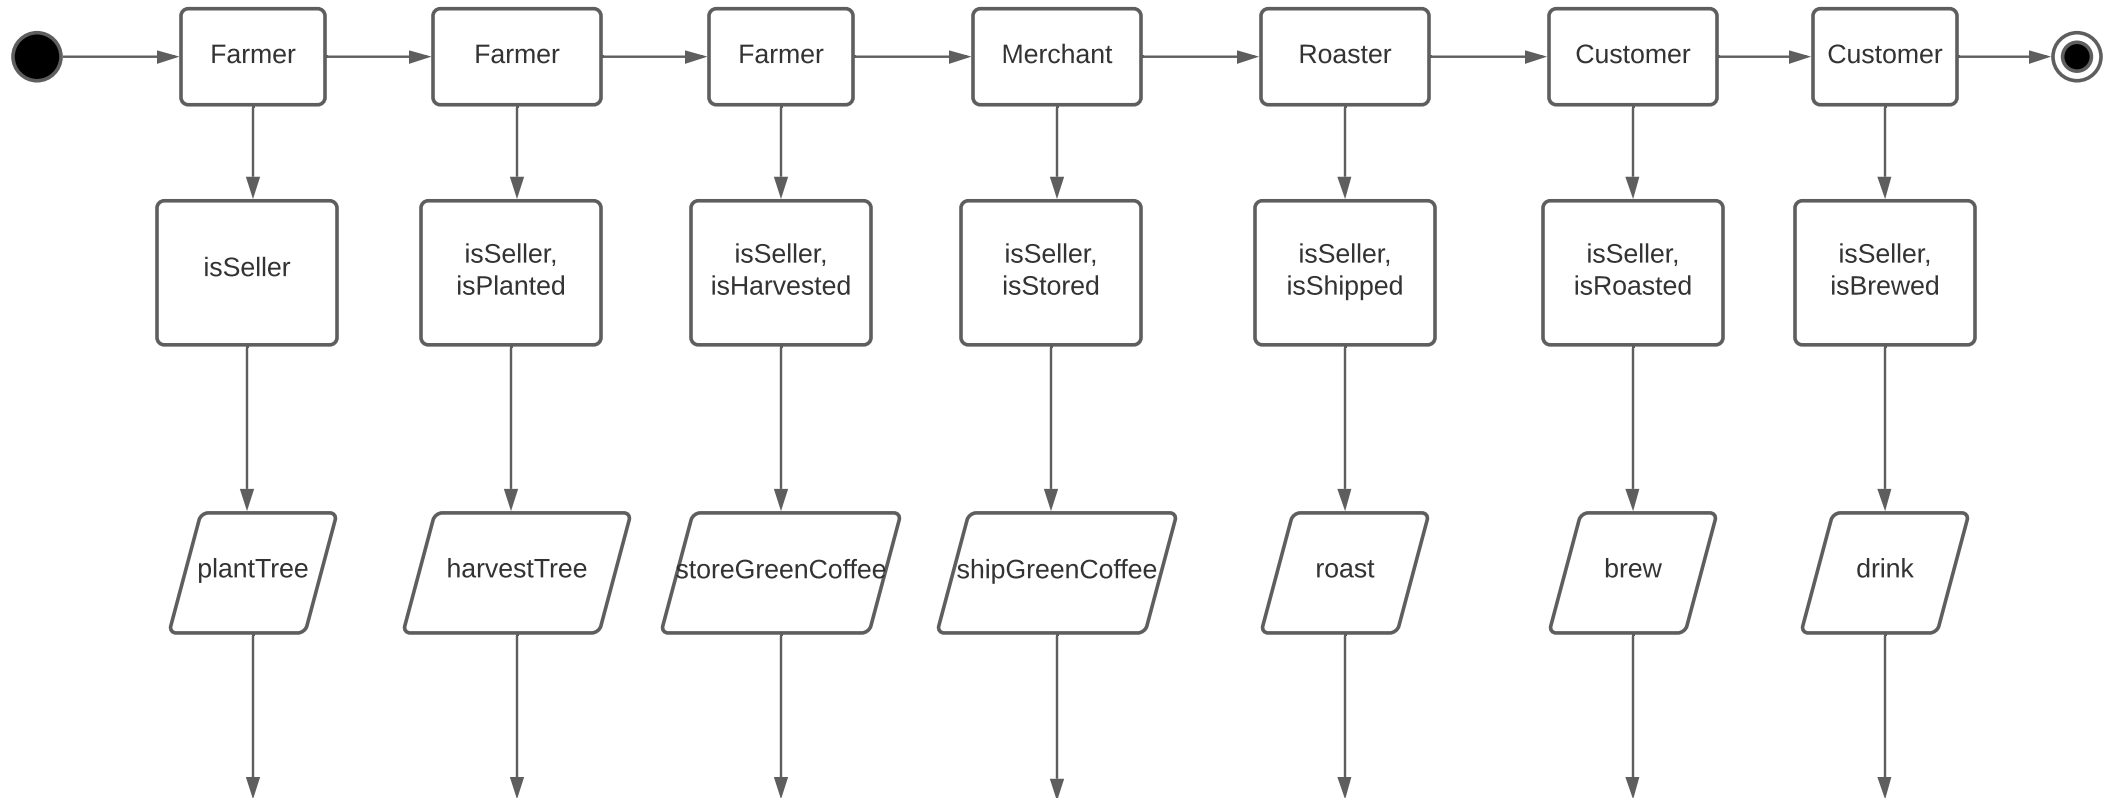 Farmer
Farmer
Farmer
Merchant
Roaster
Customer
Customer
isSeller
isSeller,
isPlanted
isSeller,
isHarvested
isSeller,
isStored
isSeller,
isShipped
isSeller,
isRoasted
isSeller,
isBrewed
plantTree
harvestTree
storeGreenCoffee
shipGreenCoffee
roast
brew
drink